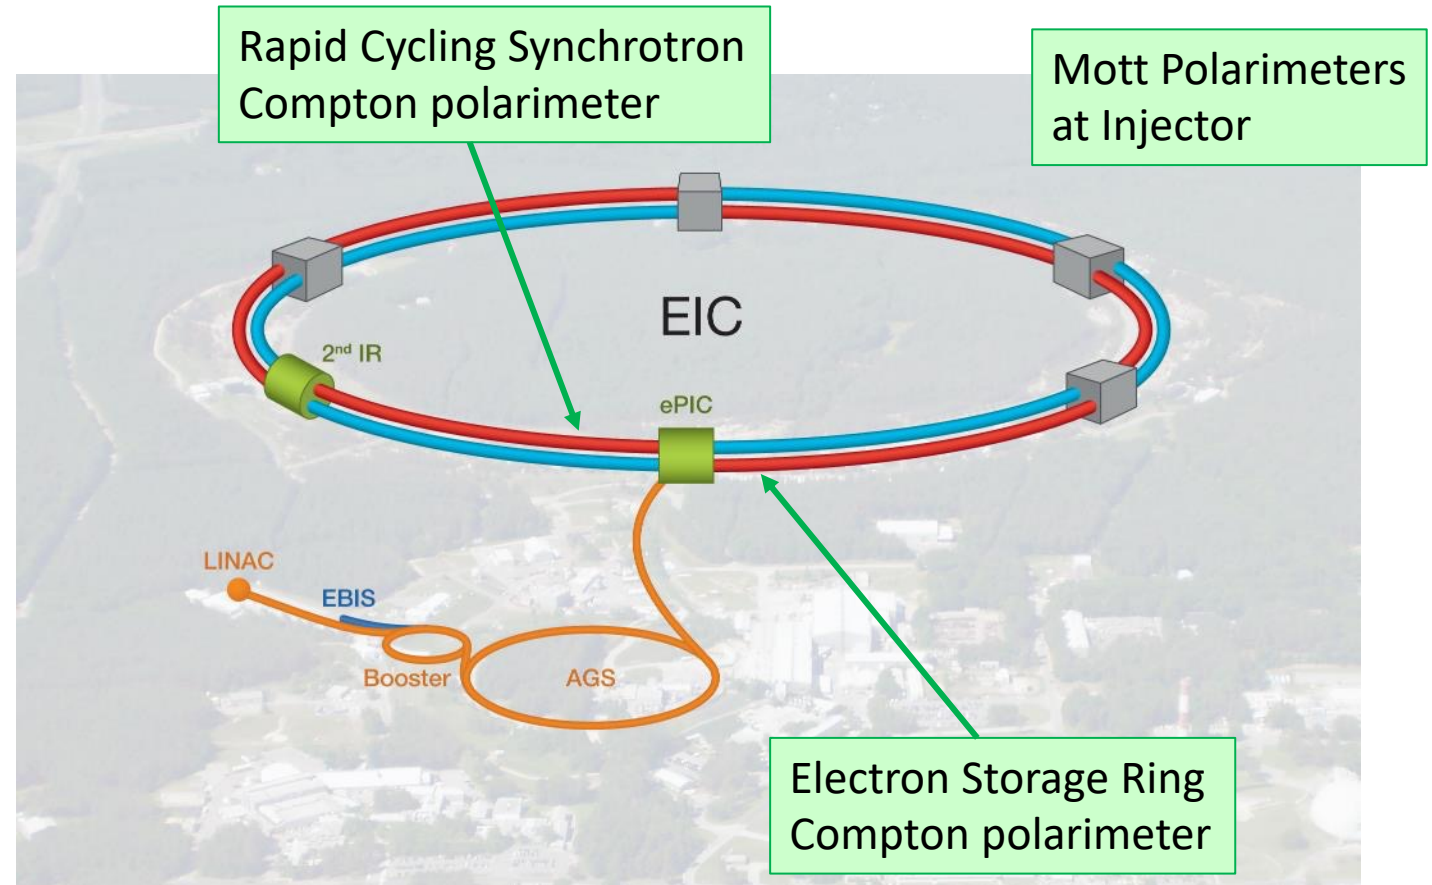 Rapid Cycling Synchrotron
Compton polarimeter
Mott Polarimeters
at Injector
EIC
2nd IR
ePIC
LINAC
EBIS
Booster
AGS
Electron Storage Ring
Compton polarimeter